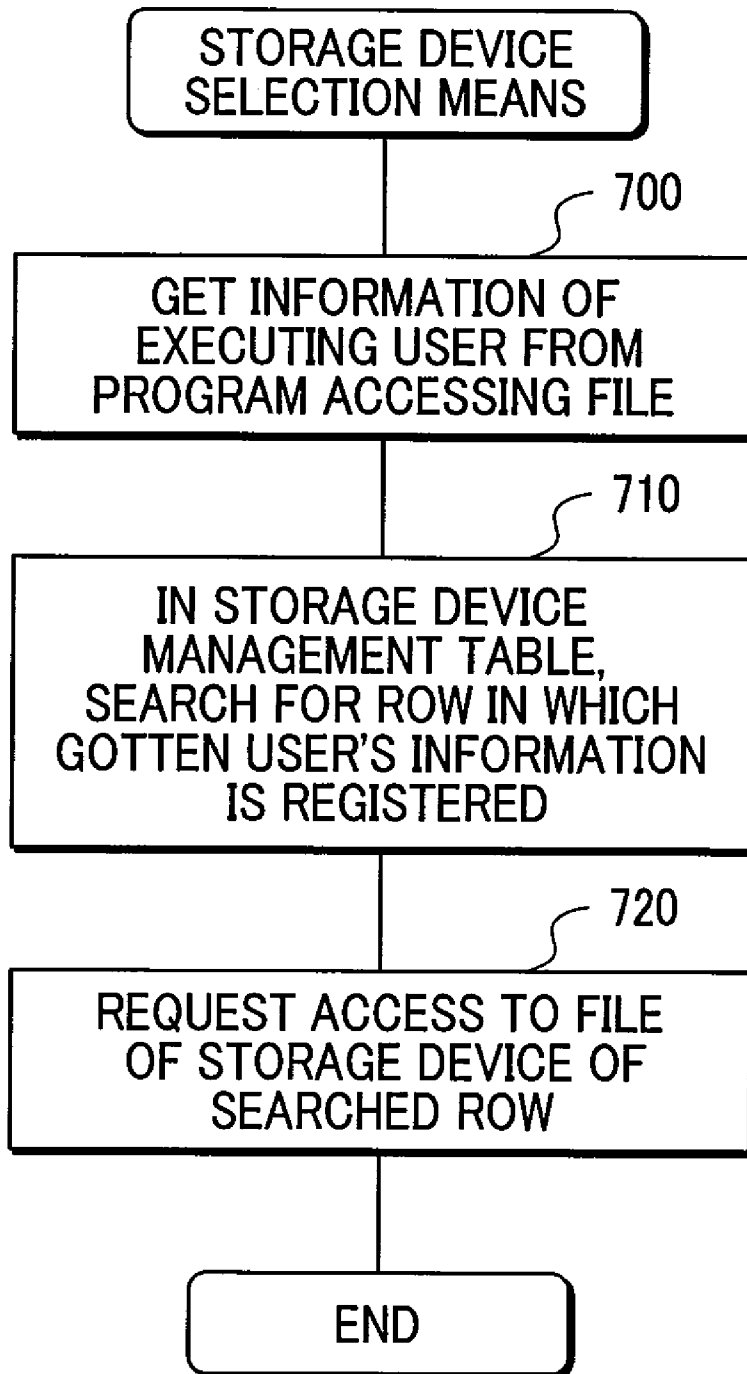 STORAGE DEVICE
SELECTION MEANS
700
GET INFORMATION OF
EXECUTING USER FROM
PROGRAM ACCESSING FILE
710
IN STORAGE DEVICE
MANAGEMENT TABLE,
SEARCH FOR ROW IN WHICH
GOTTEN USER'S INFORMATION
IS REGISTERED
720
REQUEST ACCESS TO FILE
OF STORAGE DEVICE OF
SEARCHED ROW
END